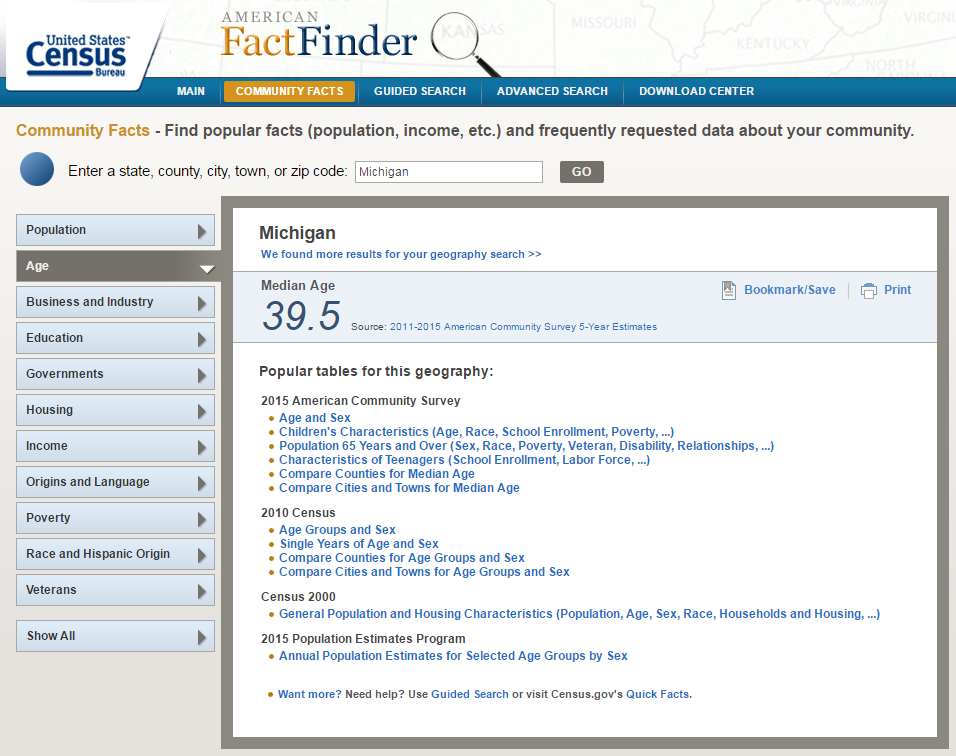 United States™
Census
Bureau
AMERICAN
FactFinder
KANSAS
MISSOURI
KENTUCKY
VIRGINIA
VIRGINI
NORTH
CAROLINA
MAIN
COMMUNITY FACTS
GUIDED SEARCH
ADVANCED SEARCH
DOWNLOAD CENTER
Community Facts - Find popular facts (population, income, etc.) and frequently requested data about your community.
Enter a state, county, city, town, or zip code: Michigan GO
Population
Age
Business and Industry
Education
Governments
Housing
Income
Origins and Language
Poverty
Race and Hispanic Origin
Veterans
Show All
Michigan
We found more results for your geography search >>
Median Age
39.5 Source: 2011-2015 American Community Survey 5-Year Estimates
Bookmark/Save
Print
Popular tables for this geography:
2015 American Community Survey
Age and Sex
Children's Characteristics (Age, Race, School Enrollment, Poverty, ...)
Population 65 Years and Over (Sex, Race, Poverty, Veteran, Disability, Relationships, ...)
Characteristics of Teenagers (School Enrollment, Labor Force, ...)
Compare Counties for Median Age
Compare Cities and Towns for Median Age
2010 Census
Age Groups and Sex
Single Years of Age and Sex
Compare Counties for Age Groups and Sex
Compare Cities and Towns for Age Groups and Sex
Census 2000
General Population and Housing Characteristics (Population, Age, Sex, Race, Households and Housing, ...)
2015 Population Estimates Program
Annual Population Estimates for Selected Age Groups by Sex
Want more? Need help? Use Guided Search or visit Census.gov's Quick Facts.